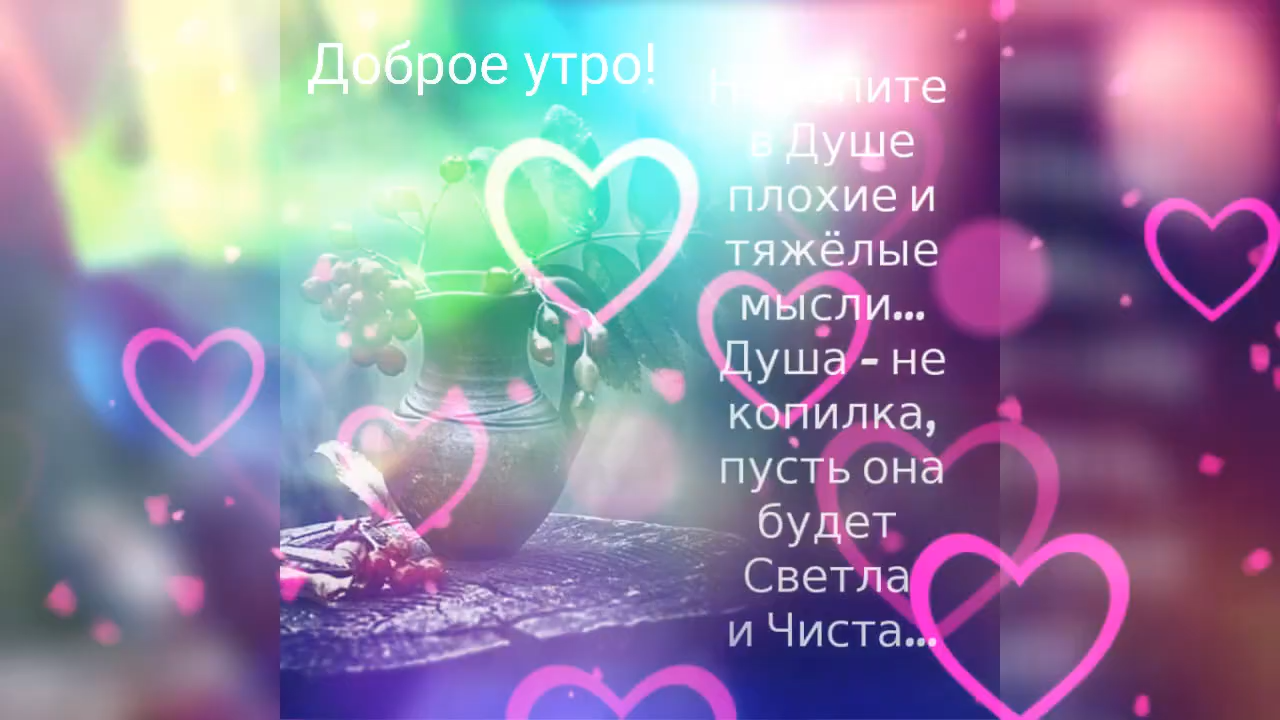 Доброе утро!
в Душе
плохие и
тяжёлые
мысли...
Душа - не
копилка,
пусть она
будет
Светла
и Чиста...